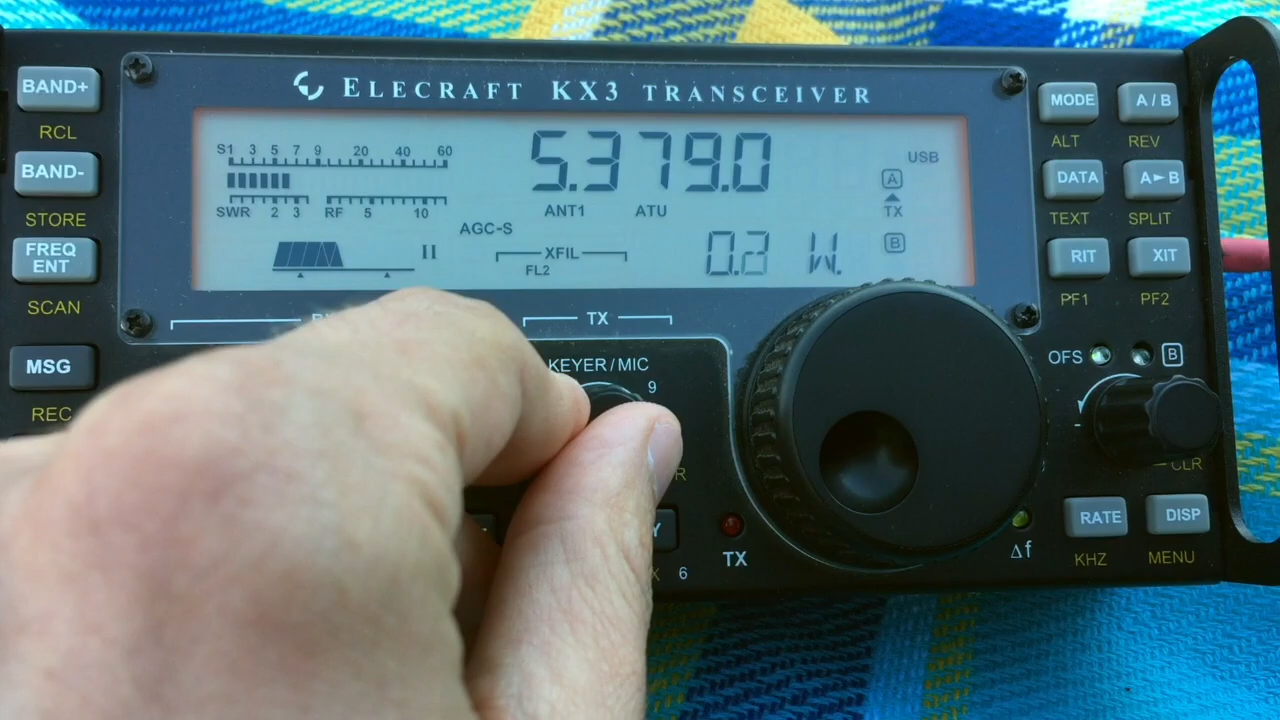 ELECRAFT KX3 TRANSCEIVER
BAND+
RCL
BAND-
STORE
FREQ
ENT
SCAN
MSG
REC
S1 3 5 7 9 20 40 60
SWR 2 3 RF 5 10
5.379.0
ANT1 ATU
AGC-S
XFIL
FL2
II
0.2 W.
USB
A
TX
B
MODE
ALT
A / B
REV
DATA
TEXT
A►B
SPLIT
RIT
PF1
XIT
PF2
TX
KEYER/MIC
9
OFS
B
-
CLR
R
Y
X 6
TX
Δf
RATE
KHZ
DISP
MENU